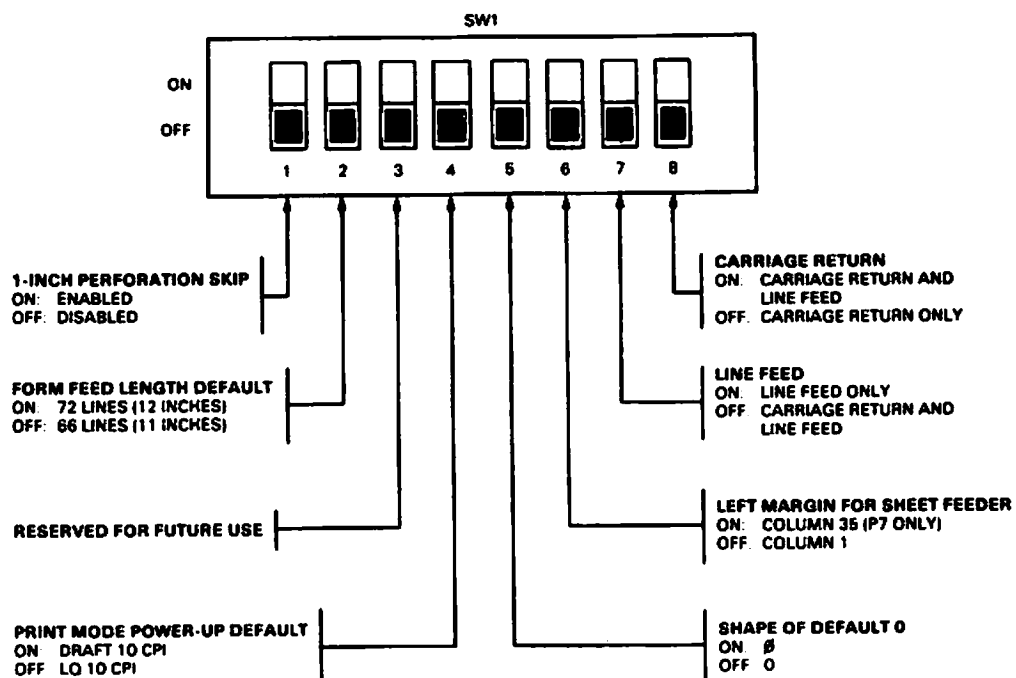 SW1
ON
OFF
1 2 3 4 5 6 7 8
1-INCH PERFORATION SKIP
ON: ENABLED
OFF: DISABLED
FORM FEED LENGTH DEFAULT
ON: 72 LINES (12 INCHES)
OFF: 66 LINES (11 INCHES)
RESERVED FOR FUTURE USE
PRINT MODE POWER-UP DEFAULT
ON: DRAFT 10 CPI
OFF LQ 10 CPI
CARRIAGE RETURN
ON: CARRIAGE RETURN AND
LINE FEED
OFF: CARRIAGE RETURN ONLY
LINE FEED
ON: LINE FEED ONLY
OFF: CARRIAGE RETURN AND
LINE FEED
LEFT MARGIN FOR SHEET FEEDER
ON: COLUMN 35 (P7 ONLY)
OFF: COLUMN 1
SHAPE OF DEFAULT 0
ON: Ø
OFF 0